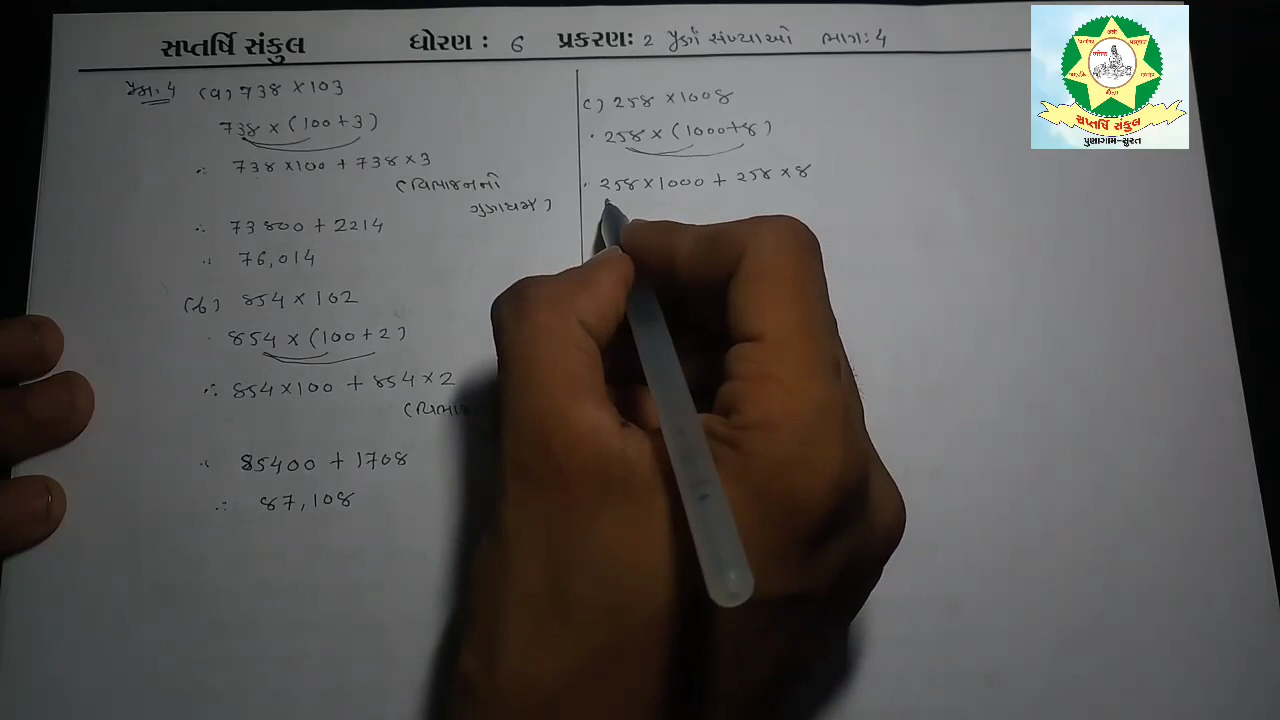 સપ્તર્ષિ સંકુલ ધોરણ : 6 પ્રકરણ: 2 પૂર્ણ સંખ્યાઓ ભાગ: 4
(a) 738 × 103
738 × (100 + 3)
∴ 738 × 100 + 738 × 3
(વિભાજનનો
ગુણધર્મ)
∴ 73800 + 2214
∴ 76,014
(b) 854 × 102
854 × (100 + 2)
∴ 854 × 100 + 854 × 2
∴ 85400 + 1708
∴ 87,108
c) 258 × 1008
258 × (1000 + 8)
258 × 1000 + 258 × 8
સપ્તર્ષિ સંકુલ
પુણાગામ-સુરત